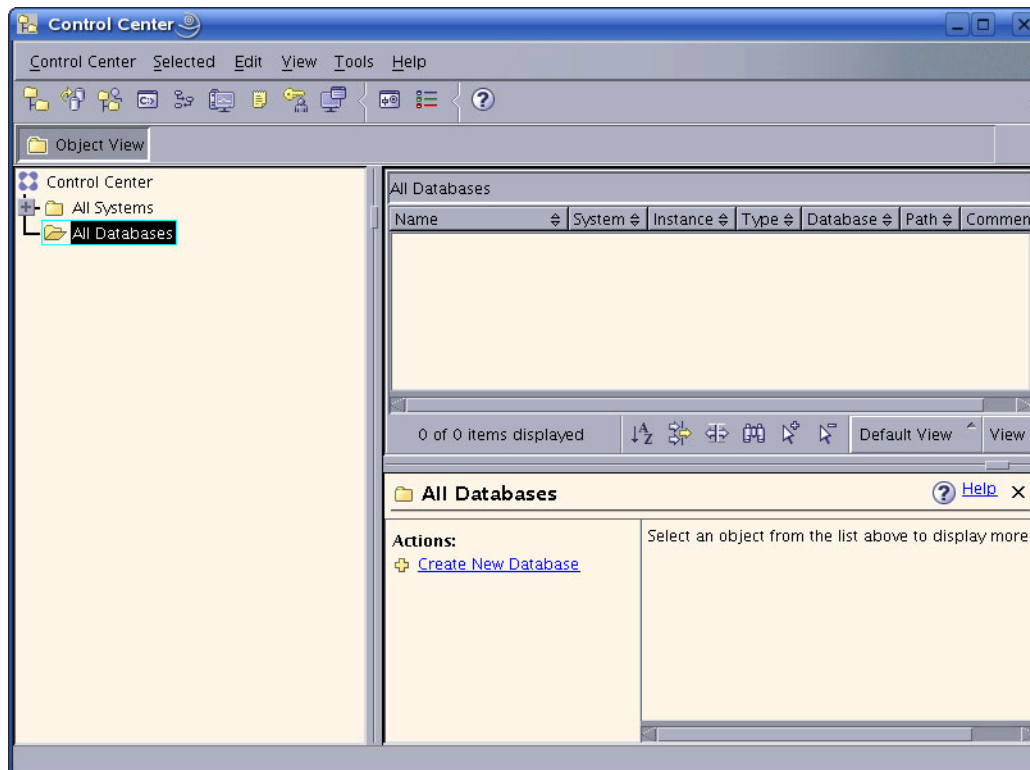 Control Center
Control Center Selected Edit View Tools Help
Object View
Control Center
All Systems
All Databases
All Databases
Name System Instance Type Database Path Commen
0 of 0 items displayed Default View View
All Databases Help
Actions:
Create New Database
Select an object from the list above to display more